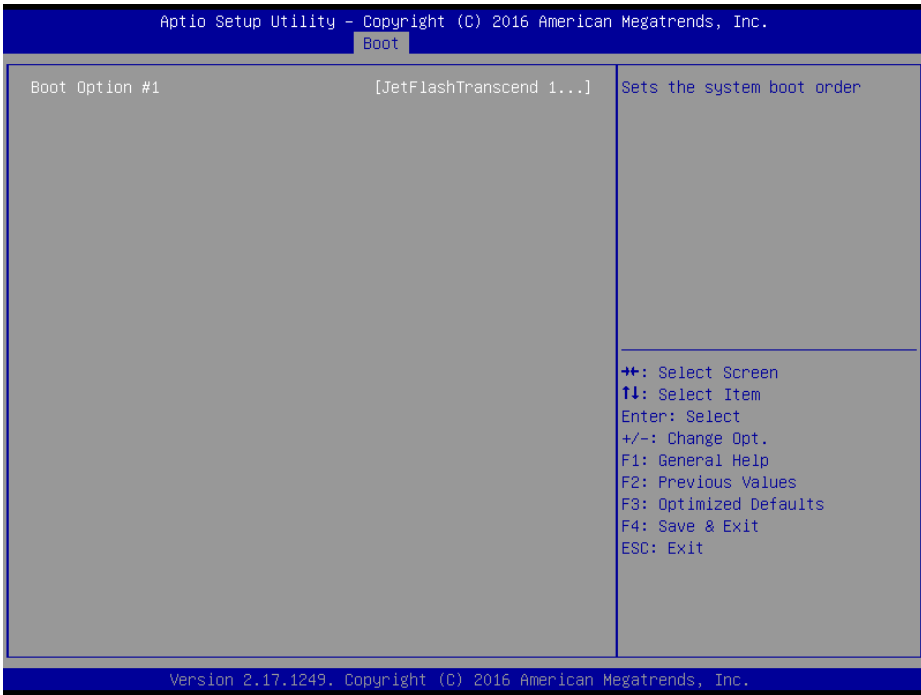 Aptio Setup Utility – Copyright (C) 2016 American Megatrends, Inc.
Boot
Boot Option #1 [JetFlashTranscend 1...]
Sets the system boot order
→←: Select Screen
↑↓: Select Item
Enter: Select
+/-: Change Opt.
F1: General Help
F2: Previous Values
F3: Optimized Defaults
F4: Save & Exit
ESC: Exit
Version 2.17.1249. Copyright (C) 2016 American Megatrends, Inc.